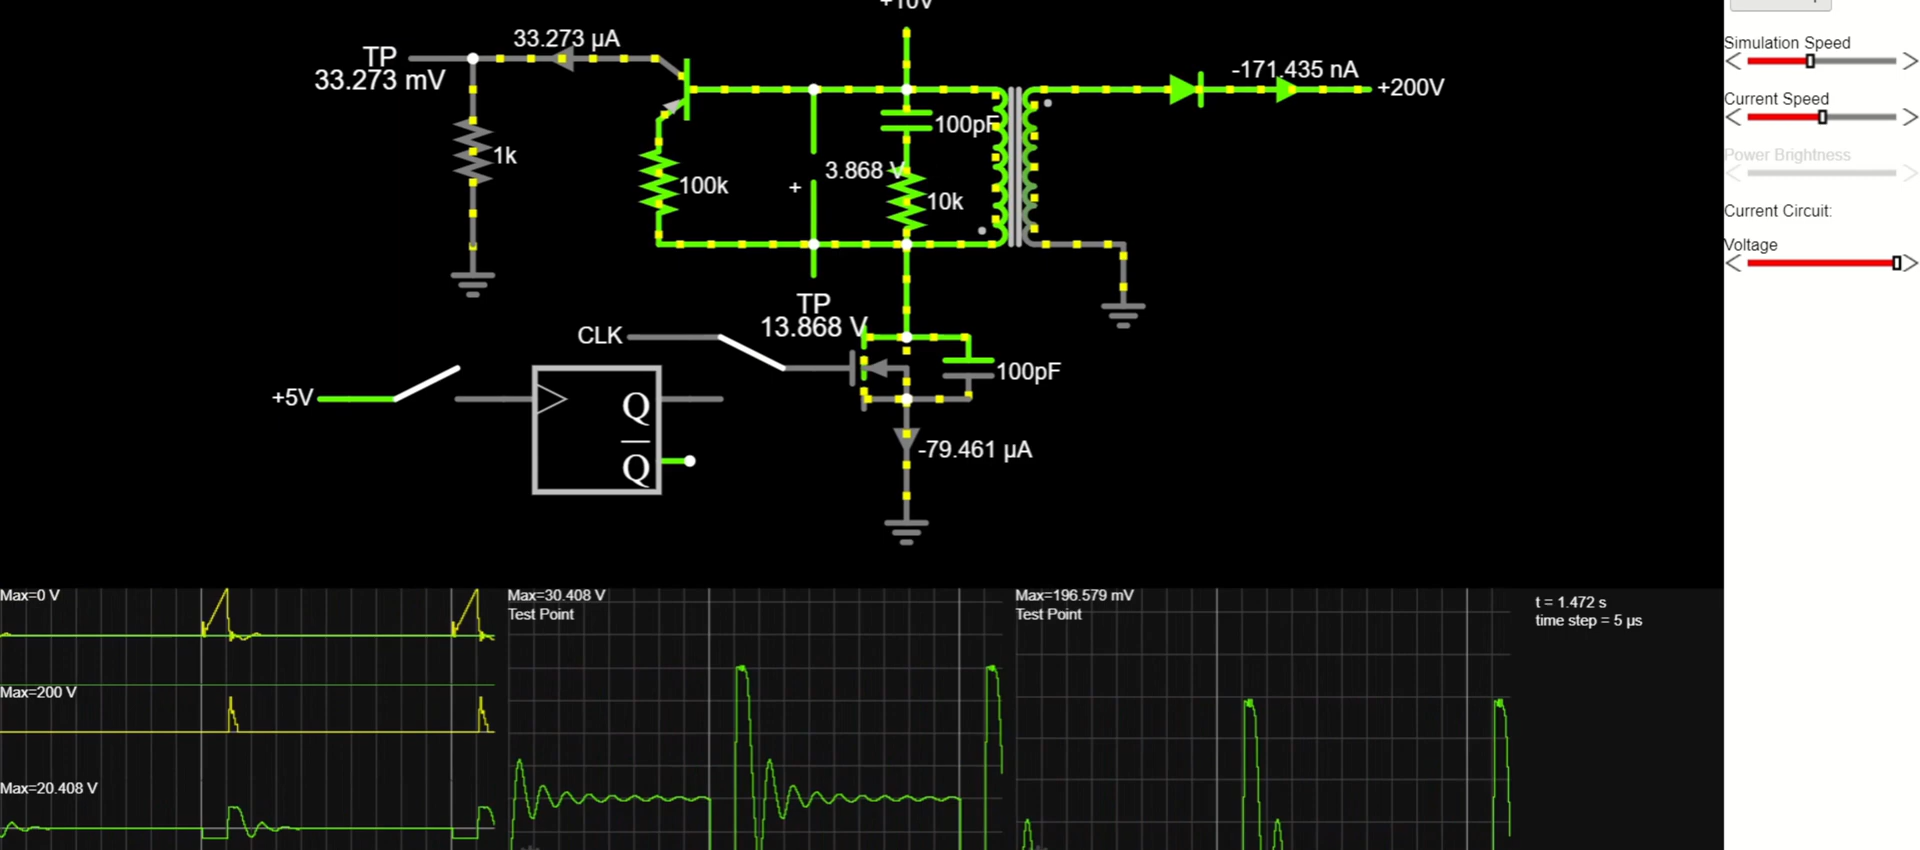 +10V
33.273 µA
TP
33.273 mV
1k
100k
+
3.868 V
100pF
10k
-171.435 nA
+200V
TP
13.868 V
CLK
100pF
+5V
Q
Q
-79.461 µA
Max=0 V
Max=200 V
Max=20.408 V
Max=30.408 V
Test Point
Max=196.579 mV
Test Point
t = 1.472 s
time step = 5 µs
Simulation Speed
Current Speed
Power Brightness
Current Circuit:
Voltage